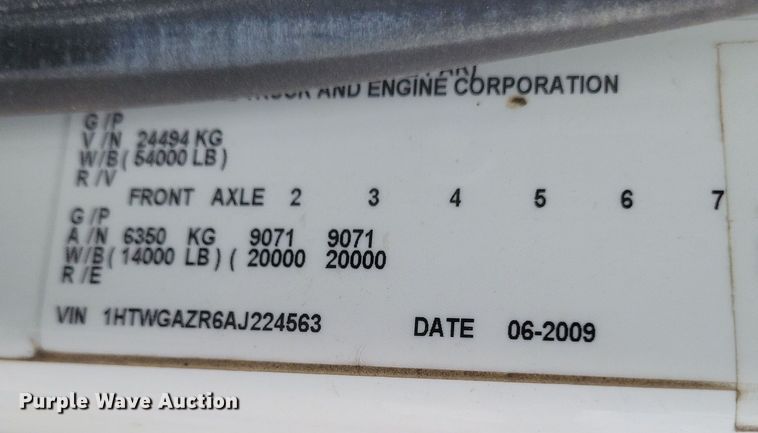 TRUCK AND ENGINE CORPORATION
G /P
V /N 24494 KG
W/B ( 54000 LB )
R /V
FRONT AXLE 2 3 4 5 6 7
G /P
A /N 6350 KG 9071 9071
W/B ( 14000 LB ) ( 20000 20000
R /E
VIN 1HTWGAZR6AJ224563 DATE 06-2009
Purple Wave Auction